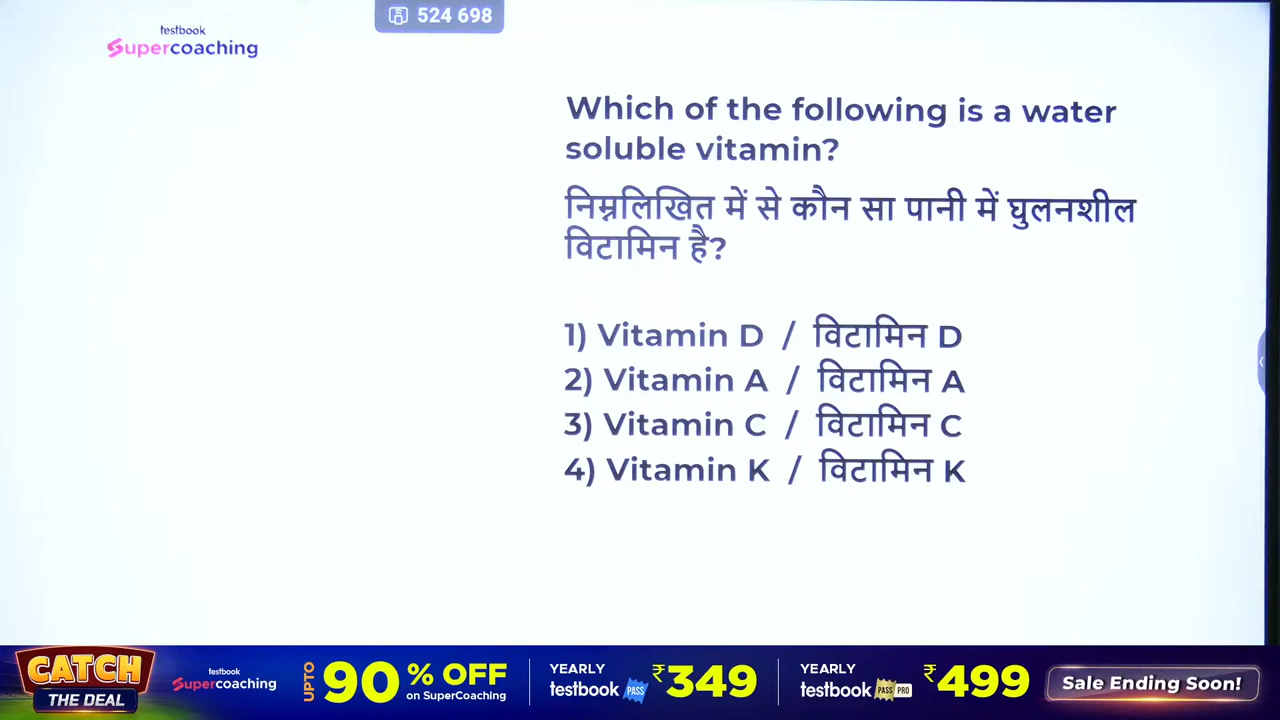 524 698
testbook
Supercoaching
Which of the following is a water
soluble vitamin?
निम्नलिखित में से कौन सा पानी में घुलनशील
विटामिन है?
1) Vitamin D / विटामिन D
2) Vitamin A / विटामिन A
3) Vitamin C / विटामिन C
4) Vitamin K / विटामिन K
CATCH
THE DEAL
testbook
Supercoaching
UPTO
90% OFF
on SuperCoaching
YEARLY
testbook PASS
₹349
YEARLY
testbook PASS PRO
₹499
Sale Ending Soon!